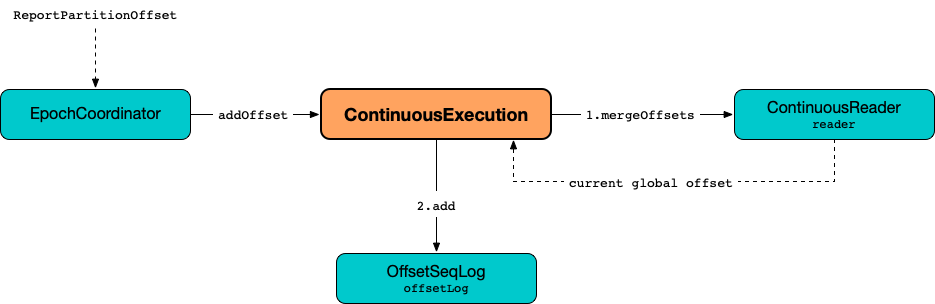 ReportPartitionOffset
EpochCoordinator
addOffset
ContinuousExecution
1.mergeOffsets
ContinuousReader
reader
current global offset
2.add
OffsetSeqLog
offsetLog